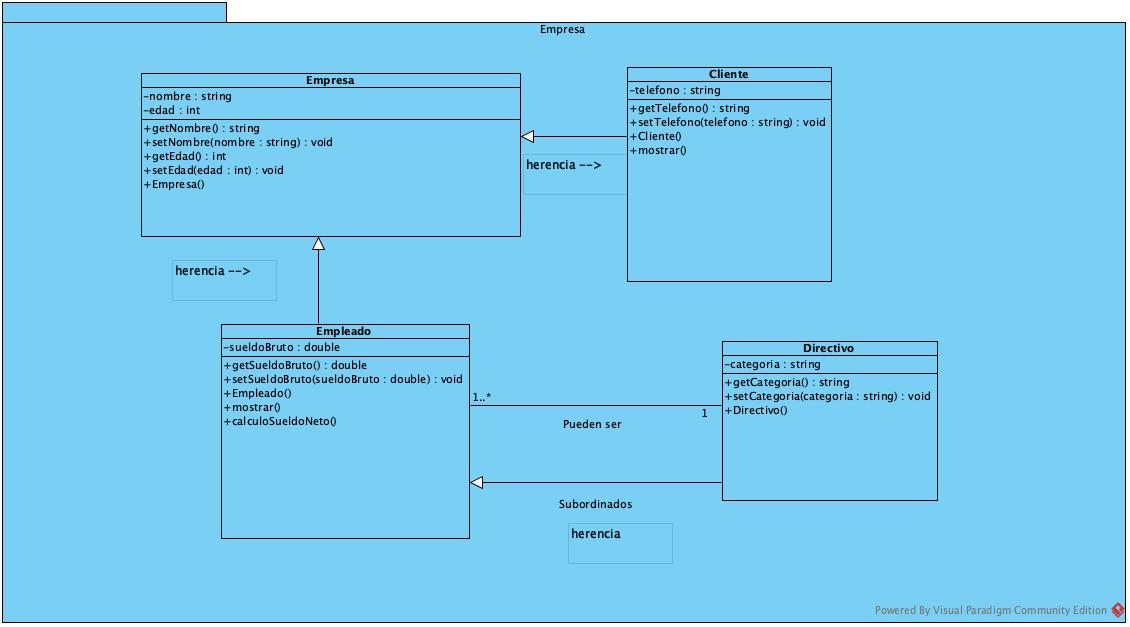 Empresa
Empresa
-nombre : string
-edad : int
+getNombre() : string
+setNombre(nombre : string) : void
+getEdad() : int
+setEdad(edad : int) : void
+Empresa()
Cliente
-telefono : string
+getTelefono() : string
+setTelefono(telefono : string) : void
+Cliente()
+mostrar()
herencia -->
herencia -->
Empleado
-sueldoBruto : double
+getSueldoBruto() : double
+setSueldoBruto(sueldoBruto : double) : void
+Empleado()
+mostrar()
+calculoSueldoNeto()
1..*
1
Pueden ser
Directivo
-categoria : string
+getCategoria() : string
+setCategoria(categoria : string) : void
+Directivo()
Subordinados
herencia
Powered By Visual Paradigm Community Edition